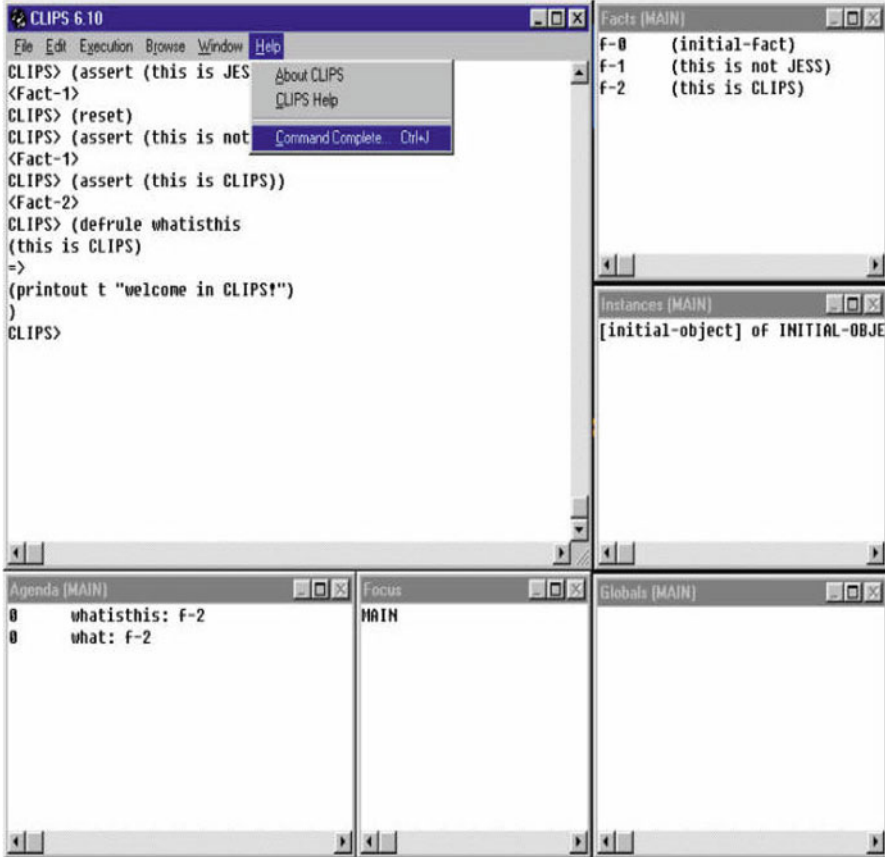 CLIPS 6.10
File Edit Execution Browse Window Help
CLIPS> (assert (this is JES
<Fact-1>
CLIPS> (reset)
CLIPS> (assert (this is not
<Fact-1>
CLIPS> (assert (this is CLIPS))
<Fact-2>
CLIPS> (defrule whatisthis
(this is CLIPS)
=>
(printout t "welcome in CLIPS!")
)
CLIPS>
About CLIPS
CLIPS Help
Command Complete... Ctrl+J
Facts (MAIN)
f-0 (initial-fact)
f-1 (this is not JESS)
f-2 (this is CLIPS)
Instances (MAIN)
[initial-object] of INITIAL-OBJE
Agenda (MAIN)
0 whatisthis: f-2
0 what: f-2
Focus
MAIN
Globals (MAIN)